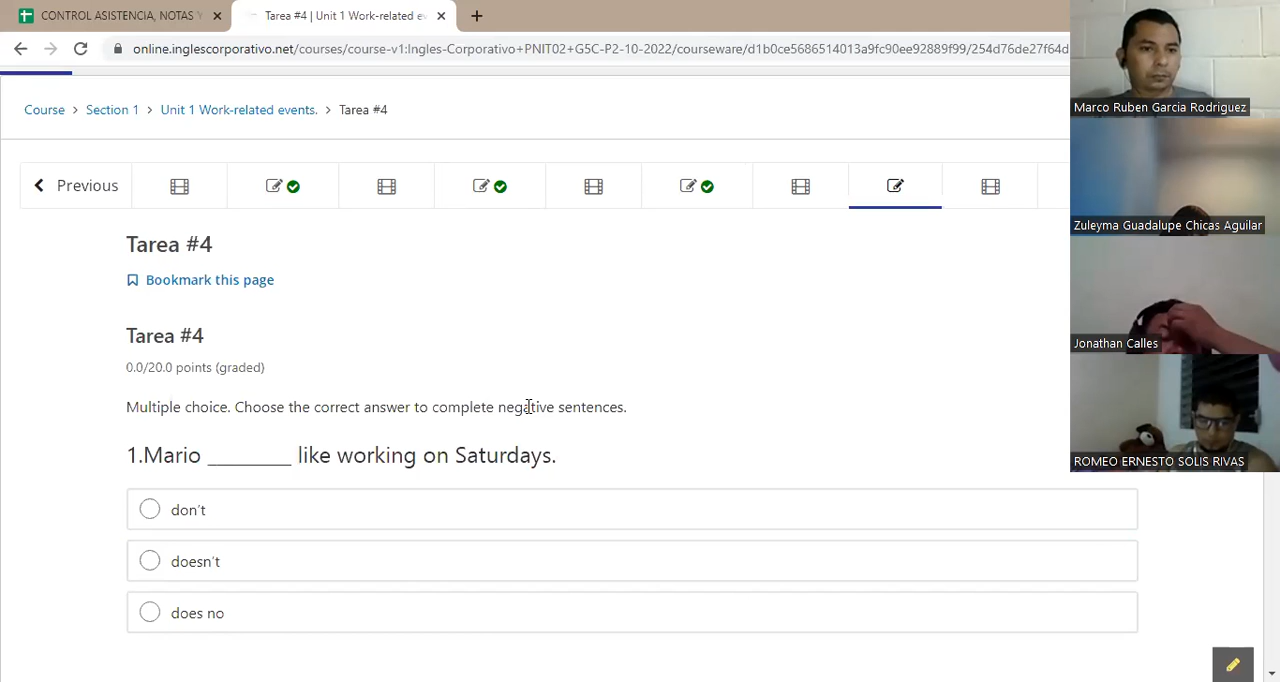 CONTROL ASISTENCIA, NOTAS Y
Tarea #4 | Unit 1 Work-related e
online.inglescorporativo.net/courses/course-v1:Ingles-Corporativo+PNIT02+G5C-P2-10-2022/courseware/d1b0ce5686514013a9fc90ee92889f99/254d76de27f64d
Course > Section 1 > Unit 1 Work-related events. > Tarea #4
Previous
Tarea #4
Bookmark this page
Tarea #4
0.0/20.0 points (graded)
Multiple choice. Choose the correct answer to complete negative sentences.
1.Mario ________ like working on Saturdays.
don't
doesn't
does no
Marco Ruben Garcia Rodriguez
Zuleyma Guadalupe Chicas Aguilar
Jonathan Calles
ROMEO ERNESTO SOLIS RIVAS